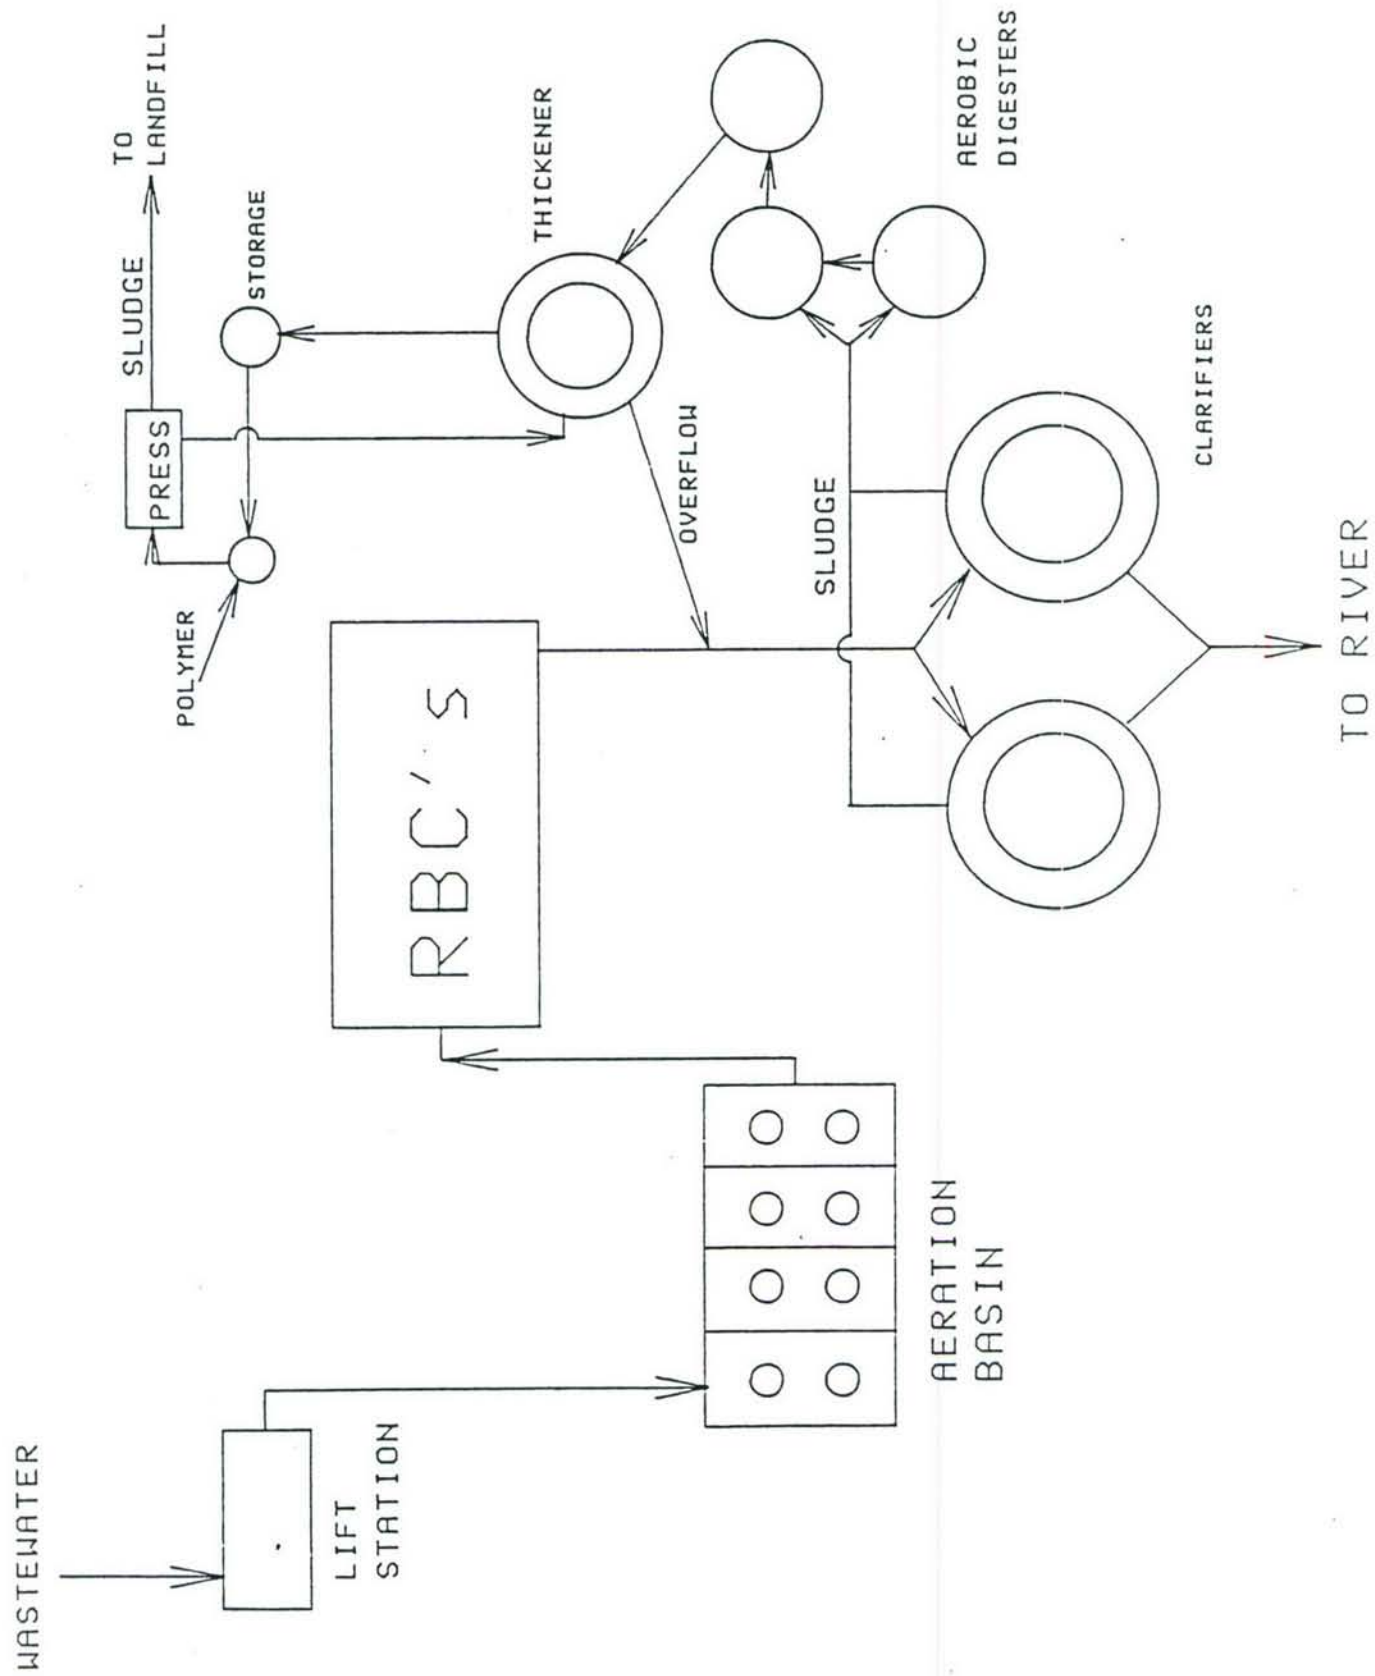 WASTEWATER
LIFT
STATION
AERATION
BASIN
RBC's
POLYMER
PRESS
SLUDGE
TO
LANDFILL
STORAGE
THICKENER
OVERFLOW
SLUDGE
AEROBIC
DIGESTERS
CLARIFIERS
TO RIVER